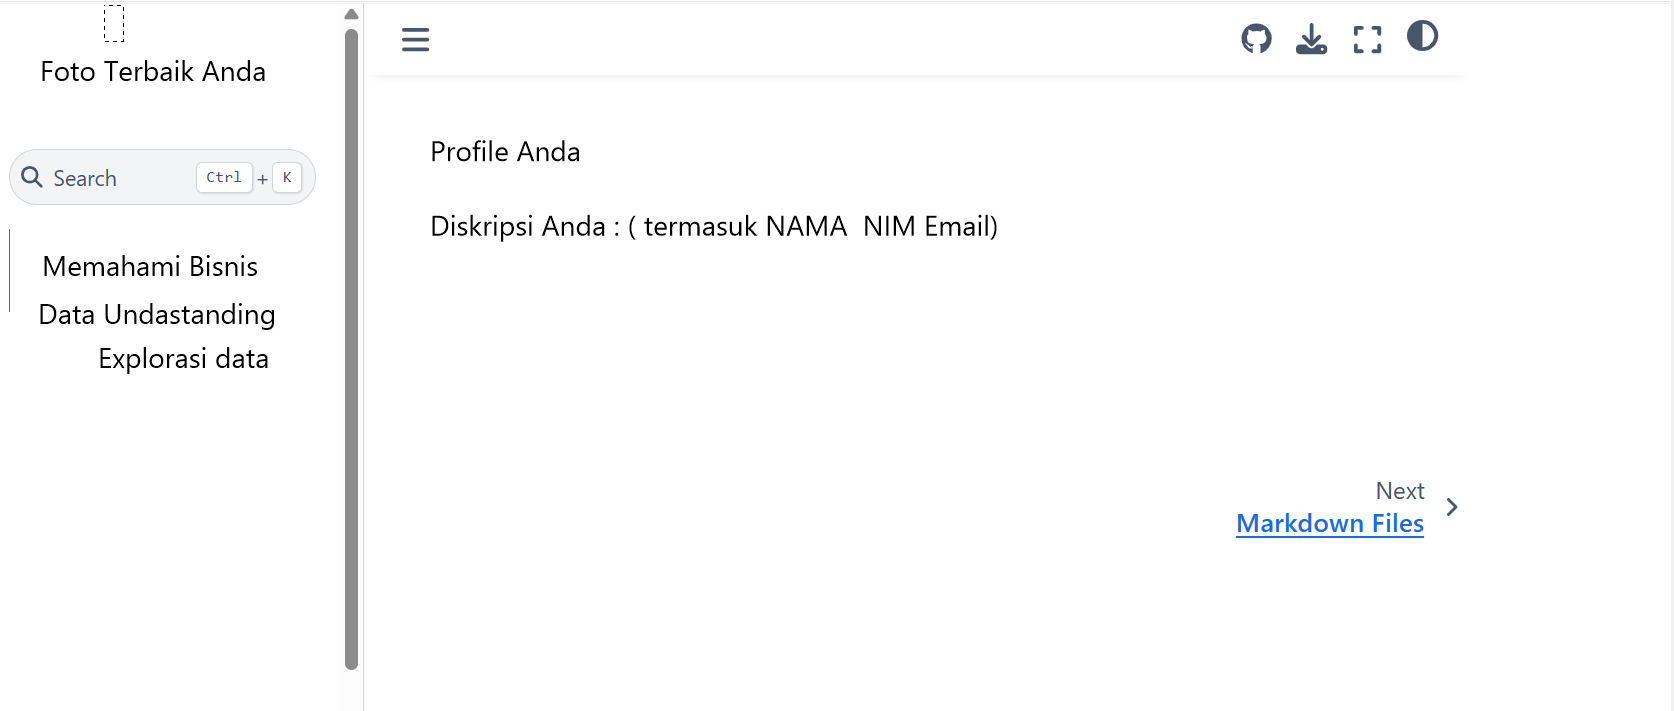 Foto Terbaik Anda
Search Ctrl + K
Memahami Bisnis
Data Undastanding
Explorasi data
Profile Anda
Diskripsi Anda : ( termasuk NAMA  NIM Email)
Next
Markdown Files